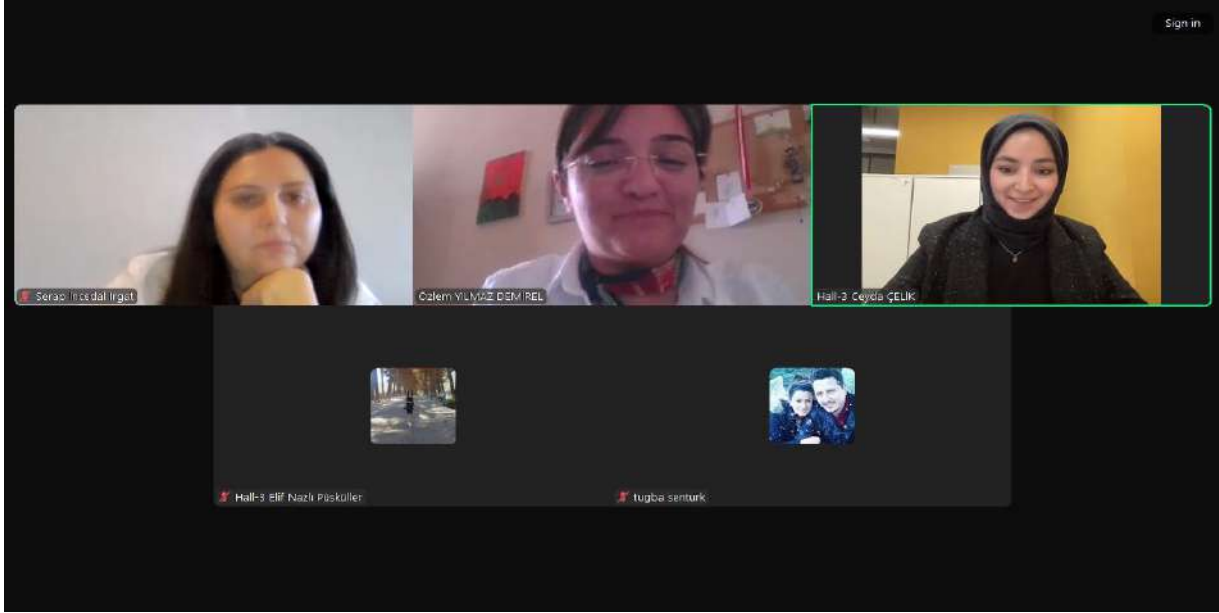 Sign in
Serap İncedal Irgat
Özlem YILMAZ DEMİREL
Hall-3 Ceyda ÇELİK
Hall-3 Elif Nazlı Püsküller
tugba senturk